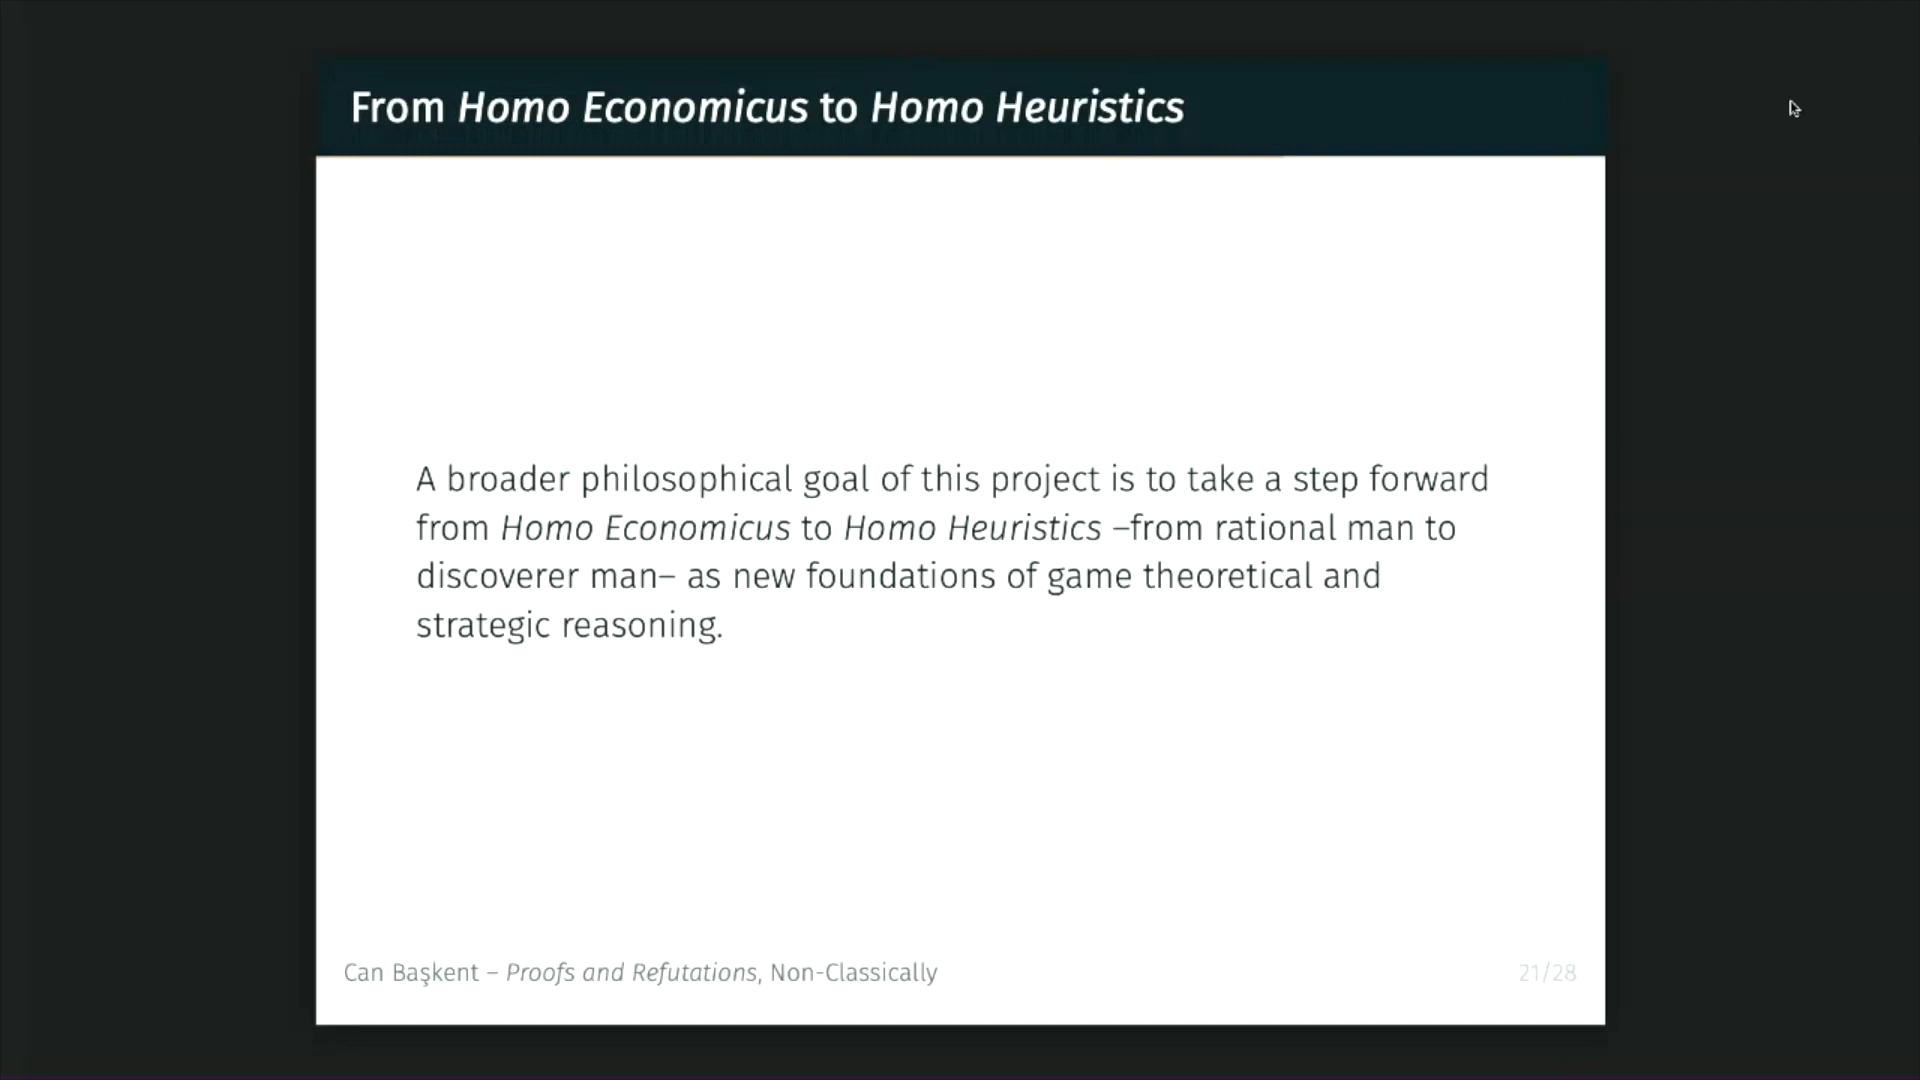 From Homo Economicus to Homo Heuristics
A broader philosophical goal of this project is to take a step forward
from Homo Economicus to Homo Heuristics –from rational man to
discoverer man– as new foundations of game theoretical and
strategic reasoning.
Can Başkent – Proofs and Refutations, Non-Classically
21/28